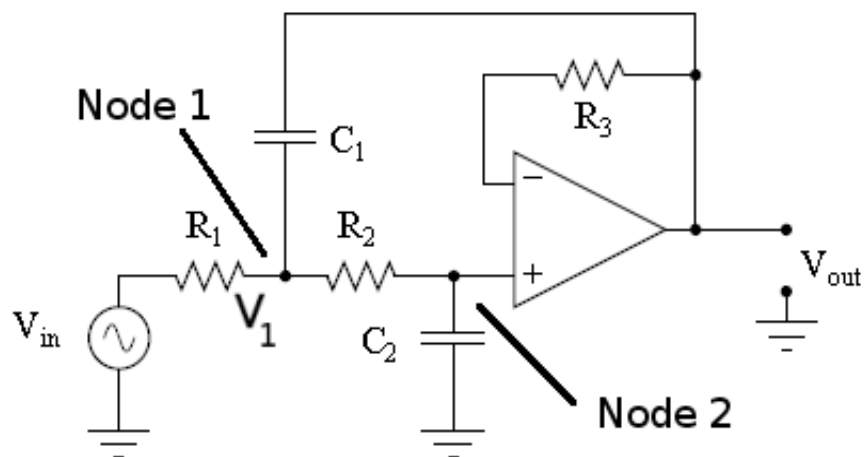 Node 1
C1
R3
R1
R2
−
+
V1
Vin
C2
Vout
Node 2